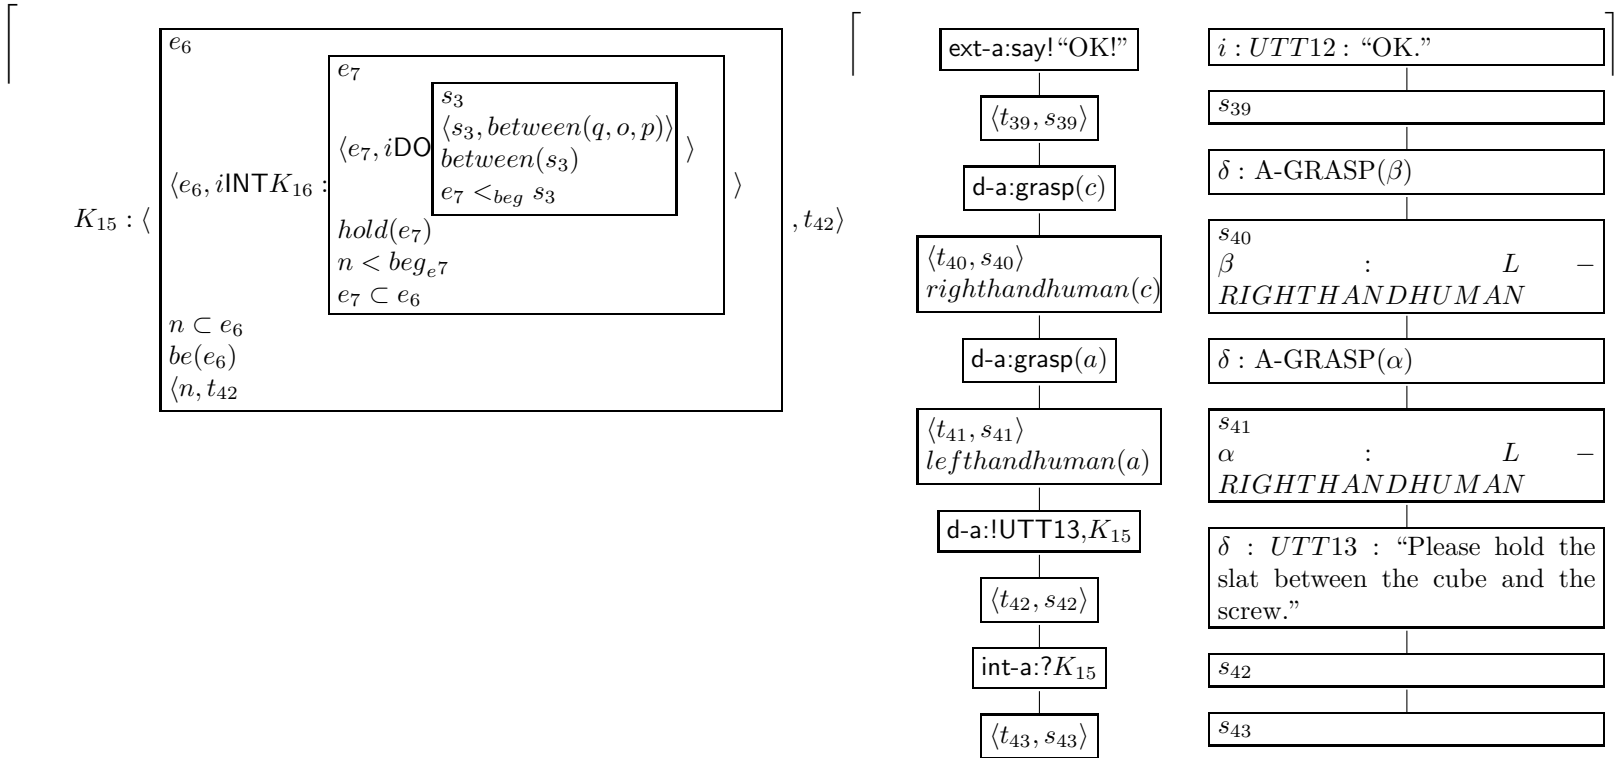 e₆
e₇
s₃
⟨s₃, between(q, o, p)⟩
⟨e₇, iDO
⟩
between(s₃)
e₇ <beg s₃
⟨e₆, iINTK₁₆ :
⟩
hold(e₇)
n < beg_e7
e₇ ⊂ e₆
K₁₅ : ⟨
, t₄₂⟩
n ⊂ e₆
be(e₆)
⟨n, t₄₂
ext-a:say! “OK!”
⟨t₃₉, s₃₉⟩
d-a:grasp(c)
⟨t₄₀, s₄₀⟩
righthandhuman(c)
d-a:grasp(a)
⟨t₄₁, s₄₁⟩
lefthandhuman(a)
d-a:!UTT13,K₁₅
⟨t₄₂, s₄₂⟩
int-a:?K₁₅
⟨t₄₃, s₄₃⟩
i : UTT12 : “OK.”
s₃₉
δ : A-GRASP(β)
s₄₀
β : L −
RIGHTHANDHUMAN
δ : A-GRASP(α)
s₄₁
α : L −
RIGHTHANDHUMAN
δ : UTT13 : “Please hold the
slat between the cube and the
screw.”
s₄₂
s₄₃